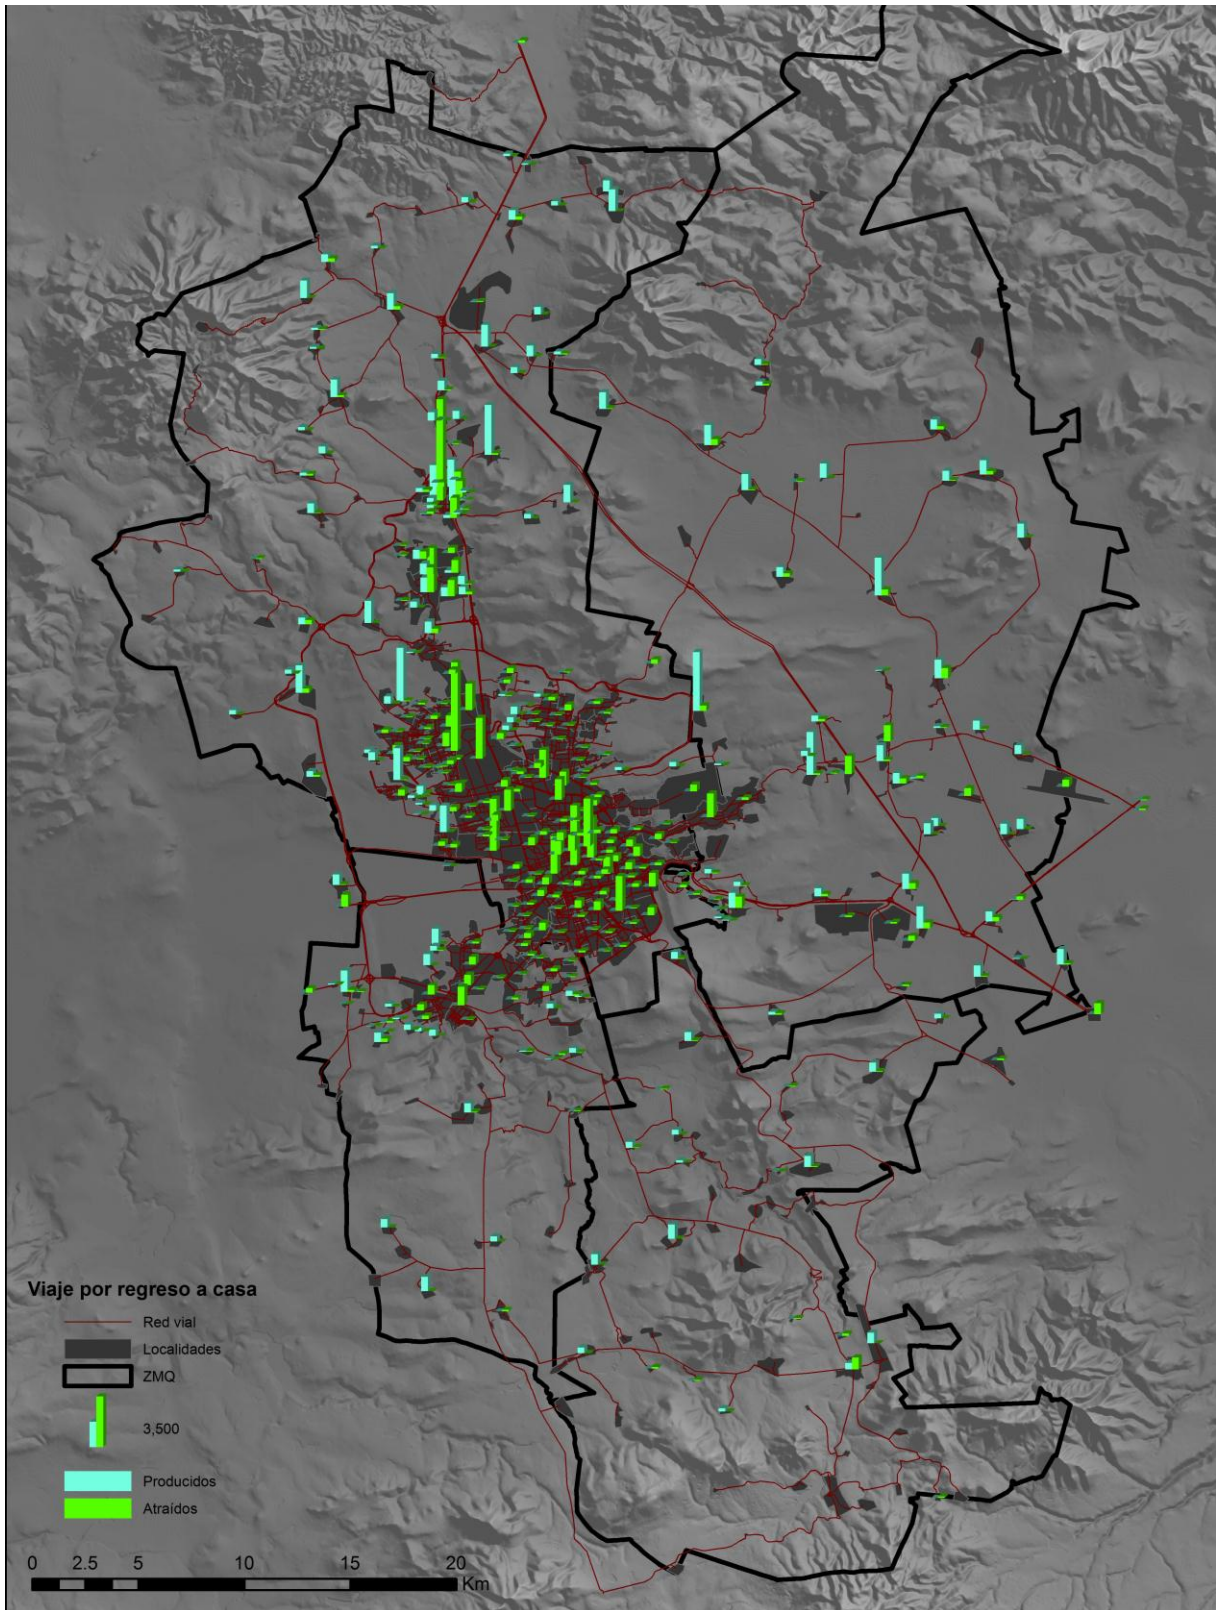 Viaje por regreso a casa
Red vial
Localidades
ZMQ
3,500
Producidos
Atraídos
0 2.5 5 10 15 20
Km